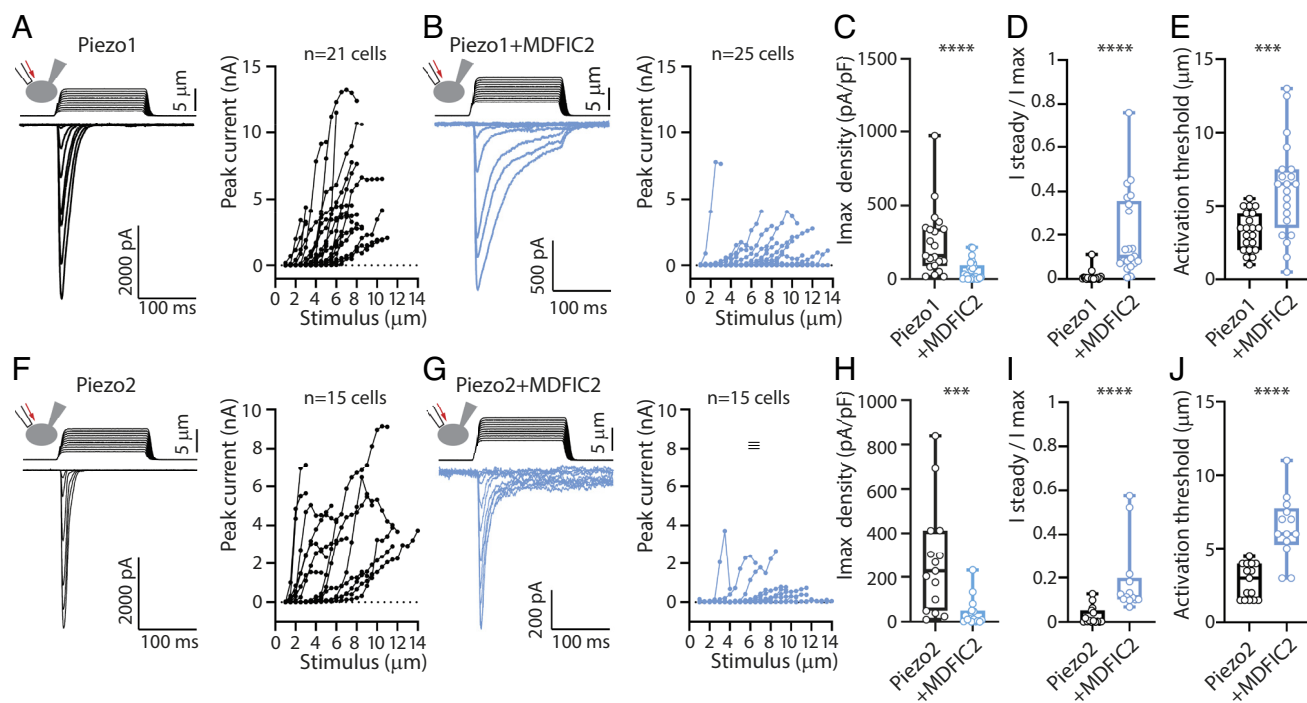 A
Piezo1
5 μm
2000 pA
100 ms
n=21 cells
Peak current (nA)
15
10
5
0
0 2 4 6 8 10 12 14
Stimulus (μm)
B
Piezo1+MDFIC2
5 μm
500 pA
100 ms
n=25 cells
Peak current (nA)
15
10
5
0
0 2 4 6 8 10 12 14
Stimulus (μm)
C
****
Imax density (pA/pF)
1500
1000
500
0
Piezo1
+MDFIC2
D
****
I steady / I max
1
0.8
0.6
0.4
0.2
0
Piezo1
+MDFIC2
E
***
Activation threshold (μm)
15
10
5
0
Piezo1
+MDFIC2
F
Piezo2
5 μm
2000 pA
100 ms
n=15 cells
Peak current (nA)
10
8
6
4
2
0
0 2 4 6 8 10 12 14
Stimulus (μm)
G
Piezo2+MDFIC2
5 μm
200 pA
100 ms
n=15 cells
≡
Peak current (nA)
10
8
6
4
2
0
0 2 4 6 8 10 12 14
Stimulus (μm)
H
***
Imax density (pA/pF)
1000
800
600
400
200
0
Piezo2
+MDFIC2
I
****
I steady / I max
1
0.8
0.6
0.4
0.2
0
Piezo2
+MDFIC2
J
****
Activation threshold (μm)
15
10
5
0
Piezo2
+MDFIC2